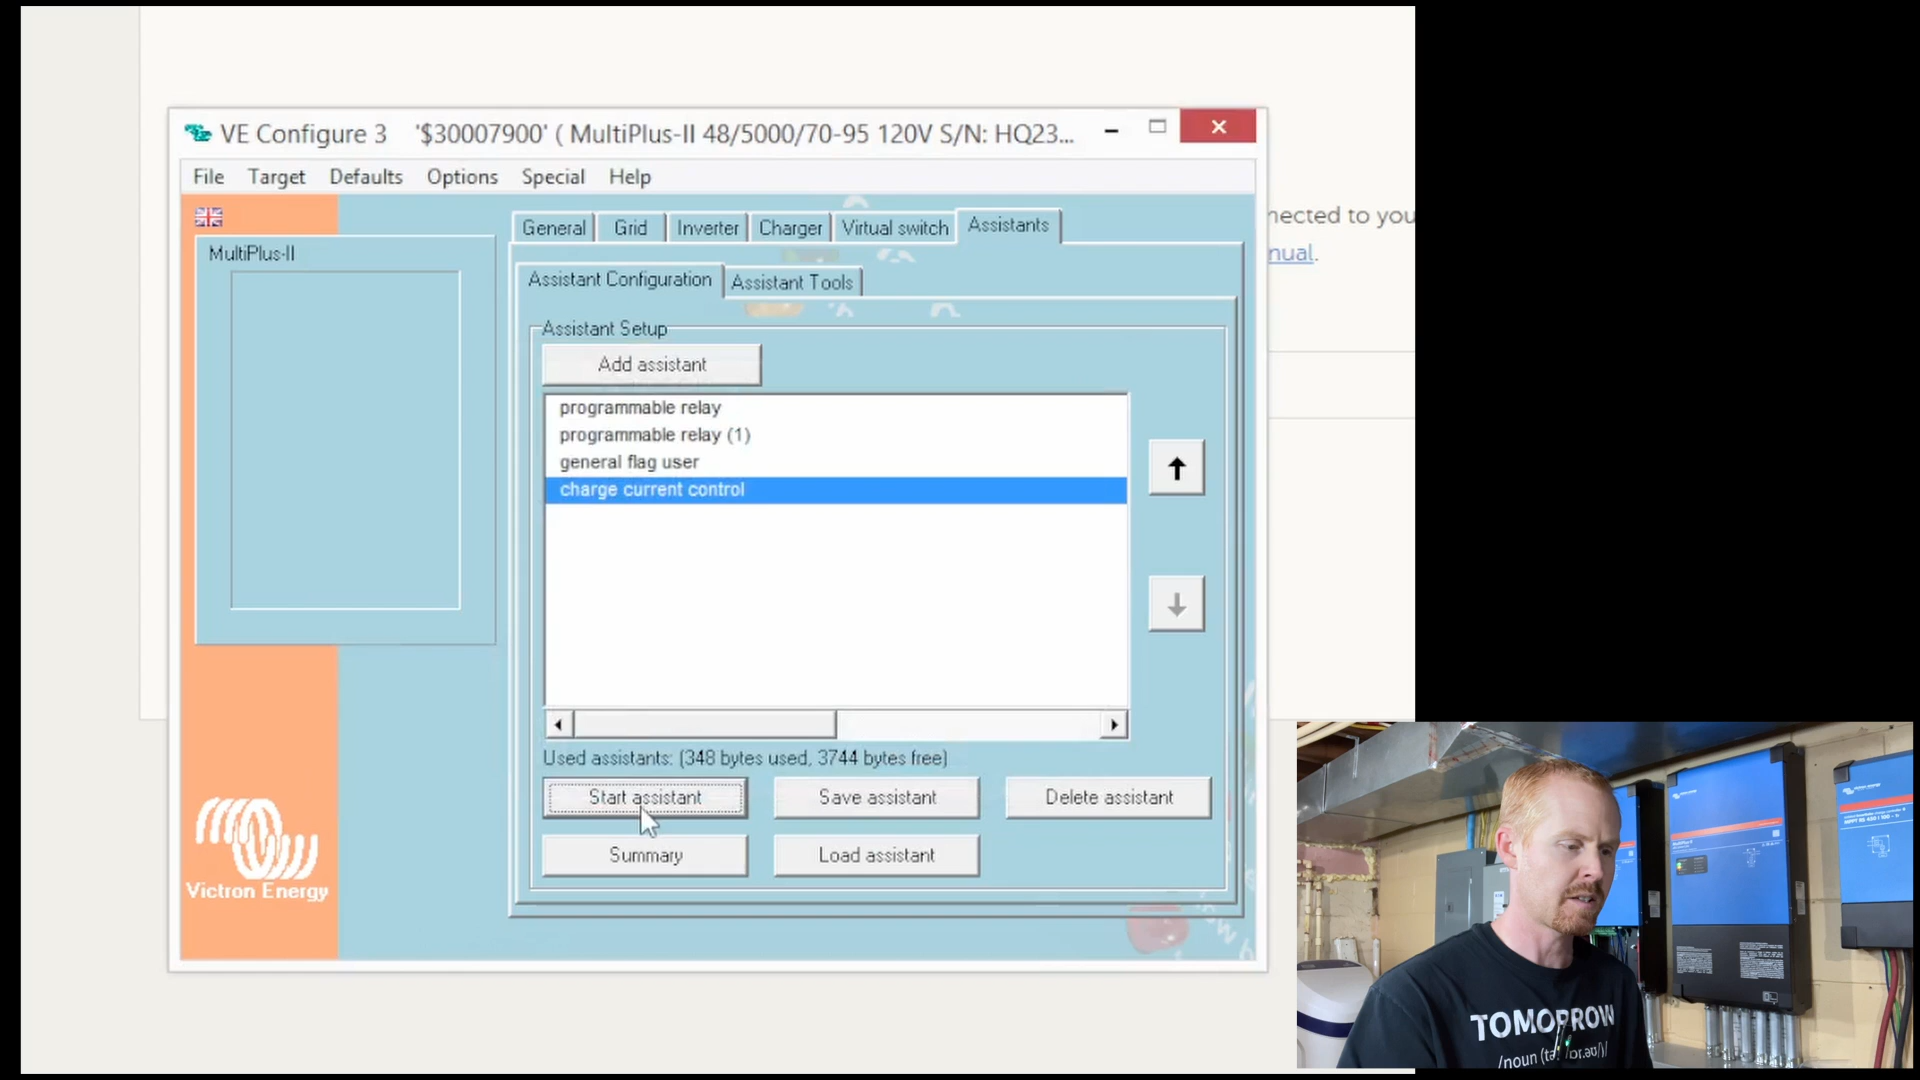 VE Configure 3 '$30007900' ( MultiPlus-II 48/5000/70-95 120V S/N: HQ23...
File Target Defaults Options Special Help
MultiPlus-II
General Grid Inverter Charger Virtual switch Assistants
Assistant Configuration Assistant Tools
Assistant Setup
Add assistant
programmable relay
programmable relay (1)
general flag user
charge current control
Used assistants: (348 bytes used, 3744 bytes free)
Start assistant Save assistant Delete assistant
Summary Load assistant
Victron Energy
nected to you
nual.
TOMORROW